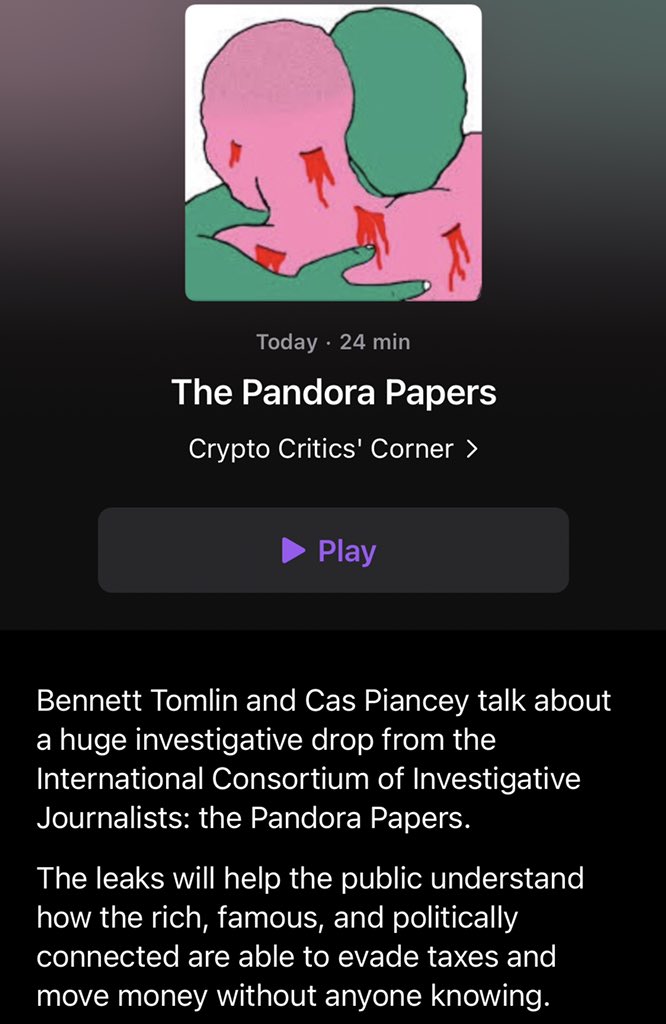 Today · 24 min
The Pandora Papers
Crypto Critics' Corner >
Play
Bennett Tomlin and Cas Piancey talk about
a huge investigative drop from the
International Consortium of Investigative
Journalists: the Pandora Papers.
The leaks will help the public understand
how the rich, famous, and politically
connected are able to evade taxes and
move money without anyone knowing.